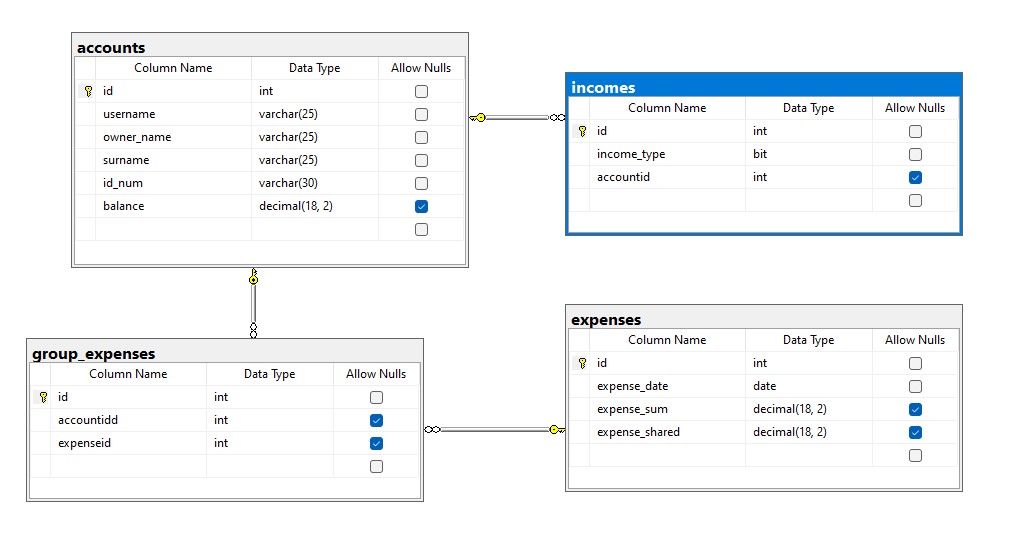 accounts
Column Name Data Type Allow Nulls
id int
username varchar(25)
owner_name varchar(25)
surname varchar(25)
id_num varchar(30)
balance decimal(18, 2)
incomes
Column Name Data Type Allow Nulls
id int
income_type bit
accountid int
group_expenses
Column Name Data Type Allow Nulls
id int
accountidd int
expenseid int
expenses
Column Name Data Type Allow Nulls
id int
expense_date date
expense_sum decimal(18, 2)
expense_shared decimal(18, 2)